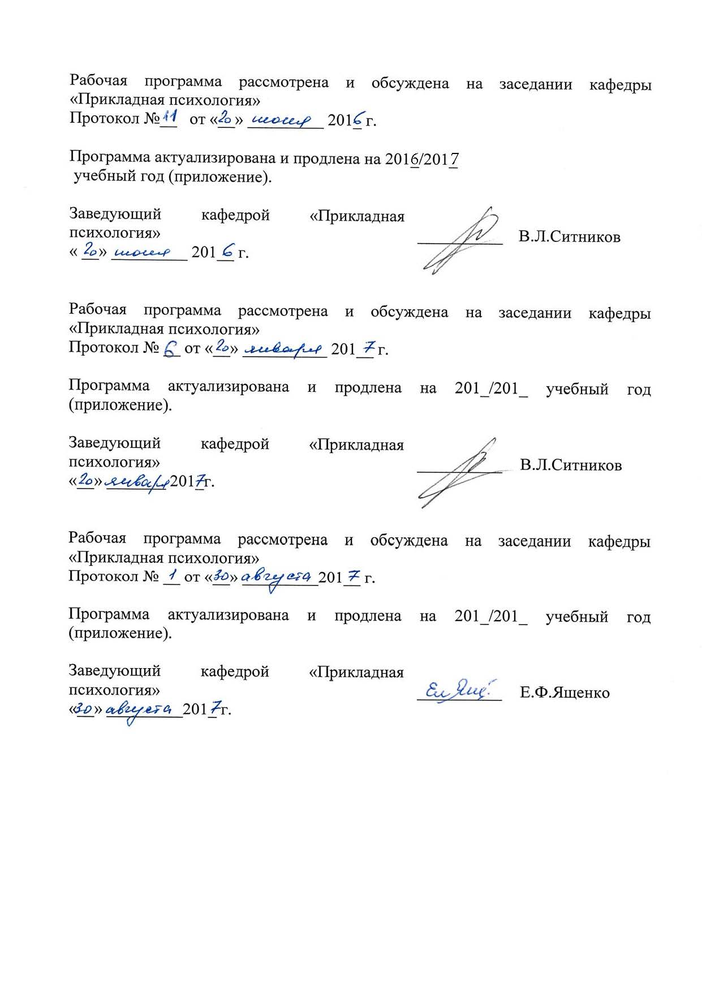 Рабочая программа рассмотрена и обсуждена на заседании кафедры
«Прикладная психология»
Протокол № 11 от «20» июня 2016 г.
Программа актуализирована и продлена на 2016/2017
учебный год (приложение).
Заведующий кафедрой «Прикладная
психология» В.Л.Ситников
«20» июня 2016 г.
Рабочая программа рассмотрена и обсуждена на заседании кафедры
«Прикладная психология»
Протокол № 6 от «20» января 2017 г.
Программа актуализирована и продлена на 201_/201_ учебный год
(приложение).
Заведующий кафедрой «Прикладная
психология» В.Л.Ситников
«20» января 2017г.
Рабочая программа рассмотрена и обсуждена на заседании кафедры
«Прикладная психология»
Протокол № 1 от «30» августа 2017 г.
Программа актуализирована и продлена на 201_/201_ учебный год
(приложение).
Заведующий кафедрой «Прикладная
психология» Е.Ф.Ященко
«30» августа 2017г.